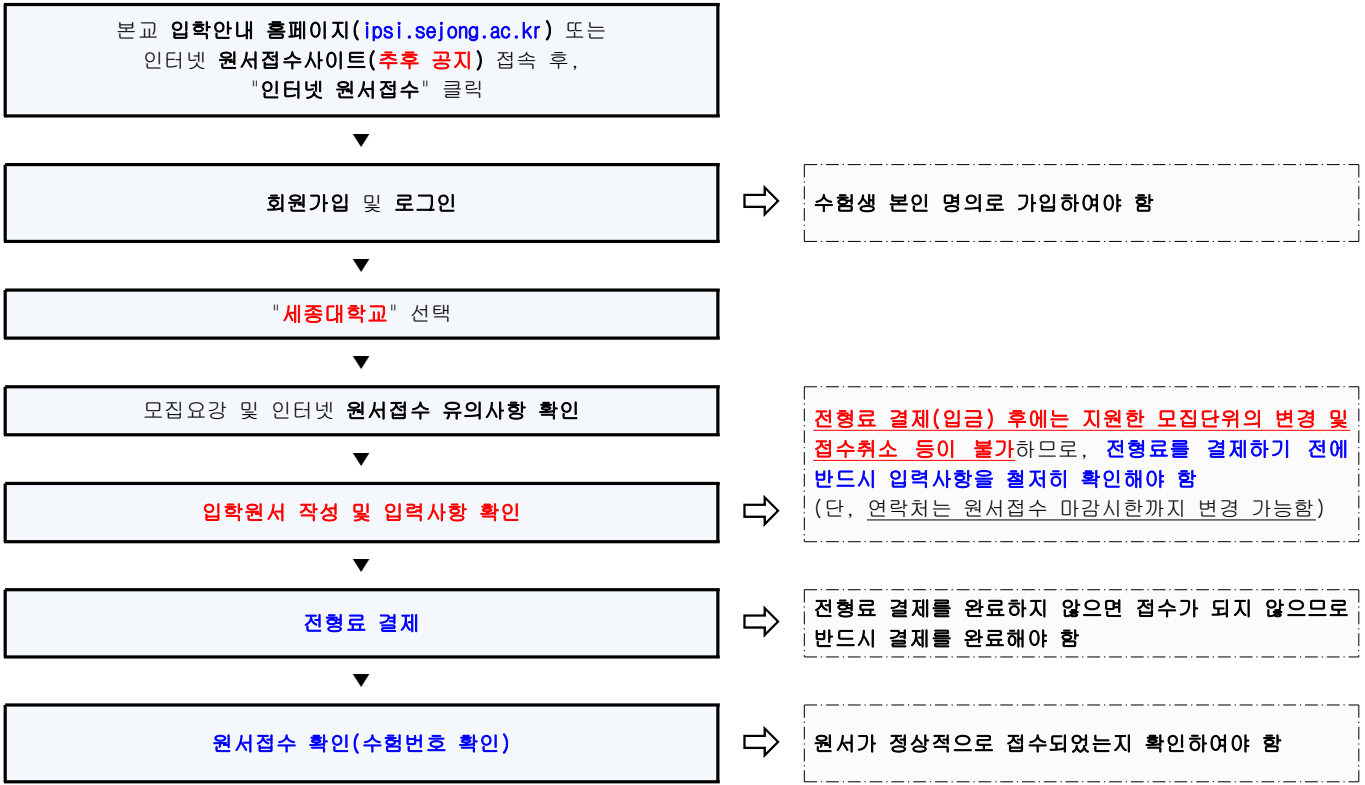 본교 입학안내 홈페이지(ipsi.sejong.ac.kr) 또는
인터넷 원서접수사이트(추후 공지) 접속 후,
"인터넷 원서접수" 클릭
▼
회원가입 및 로그인
수험생 본인 명의로 가입하여야 함
▼
"세종대학교" 선택
▼
모집요강 및 인터넷 원서접수 유의사항 확인
▼
입학원서 작성 및 입력사항 확인
전형료 결제(입금) 후에는 지원한 모집단위의 변경 및
접수취소 등이 불가하므로, 전형료를 결제하기 전에
반드시 입력사항을 철저히 확인해야 함
(단, 연락처는 원서접수 마감시한까지 변경 가능함)
▼
전형료 결제
전형료 결제를 완료하지 않으면 접수가 되지 않으므로
반드시 결제를 완료해야 함
▼
원서접수 확인(수험번호 확인)
원서가 정상적으로 접수되었는지 확인하여야 함